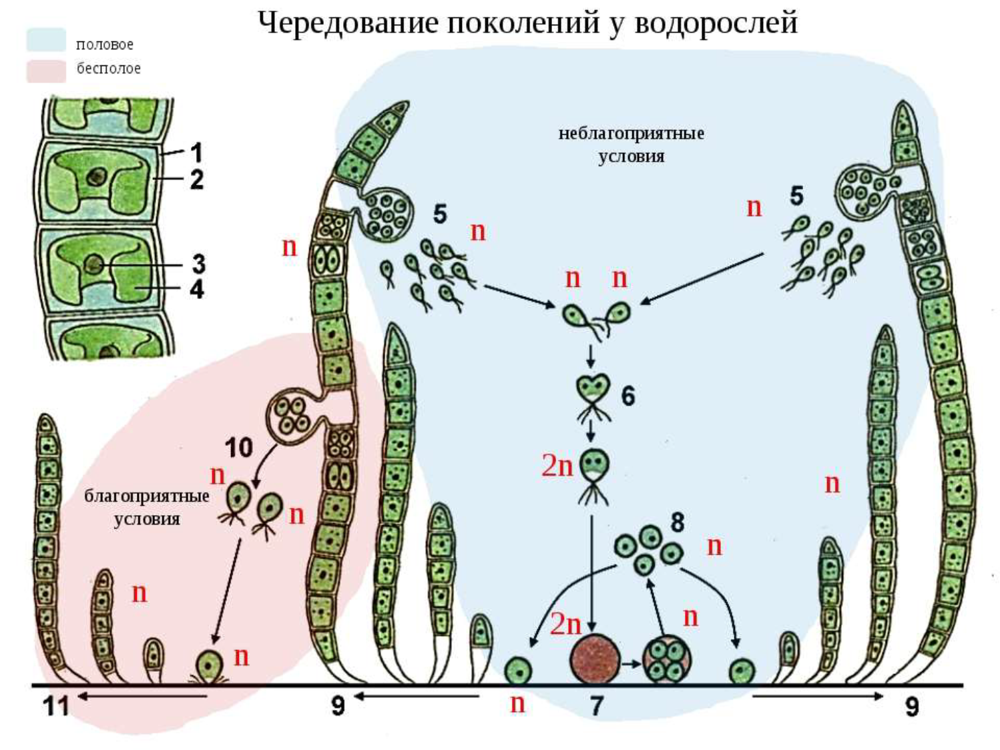 Чередование поколений у водорослей
половое
бесполое
неблагоприятные
условия
1
2
3
4
5
n
n
n
5
n
n
6
2n
10
n
n
благоприятные
условия
n
8
n
n
2n
n
n
11
9
n
7
9